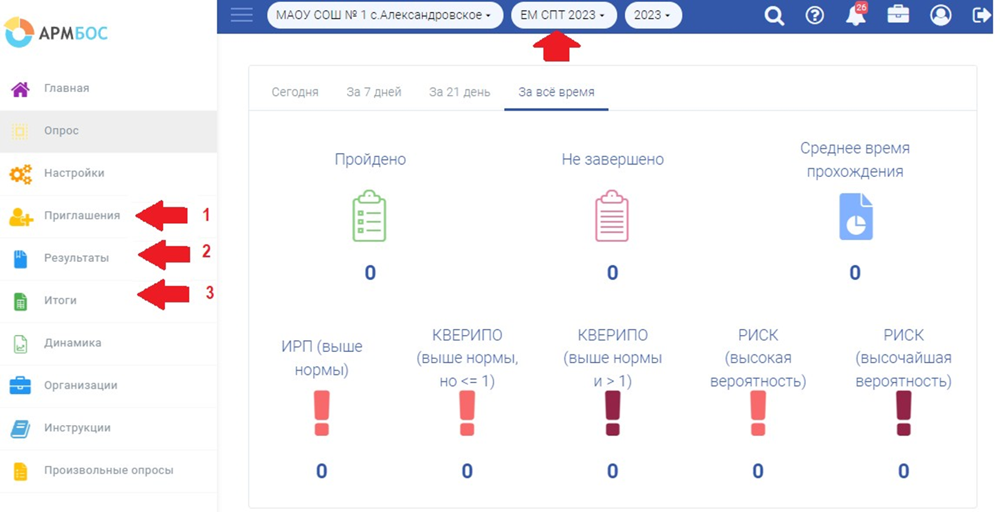 МАОУ СОШ № 1 с.Александровское
ЕМ СПТ 2023
2023
26
АРМБОС
Главная
Опрос
Настройки
Приглашения
1
Результаты
2
Итоги
3
Динамика
Организации
Инструкции
Произвольные опросы
Сегодня
За 7 дней
За 21 день
За всё время
Пройдено
0
Не завершено
0
Среднее время
прохождения
0
ИРП (выше
нормы)
0
КВЕРИПО
(выше нормы,
но <= 1)
0
КВЕРИПО
(выше нормы
и > 1)
0
РИСК
(высокая
вероятность)
0
РИСК
(высочайшая
вероятность)
0